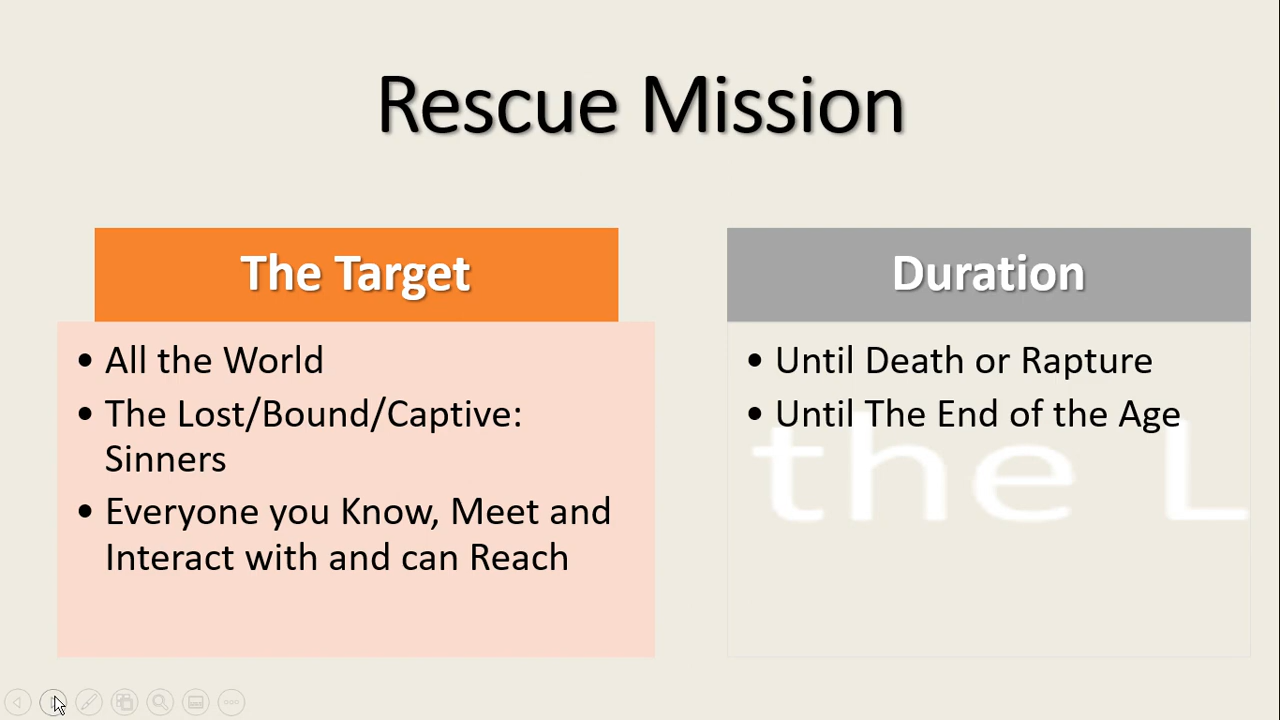 Rescue Mission
The Target
• All the World
• The Lost/Bound/Captive:
Sinners
• Everyone you Know, Meet and
Interact with and can Reach
Duration
• Until Death or Rapture
• Until The End of the Age
the L